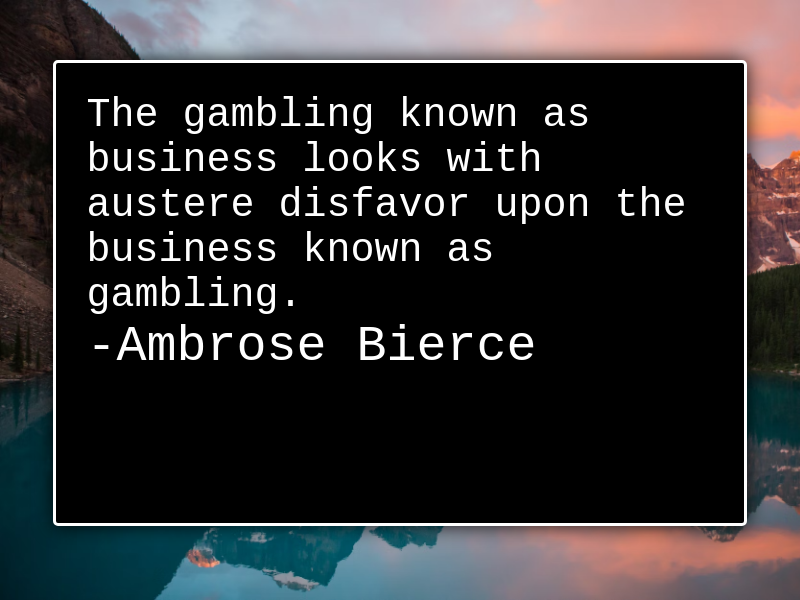 The gambling known as
business looks with
austere disfavor upon the
business known as
gambling.
-Ambrose Bierce